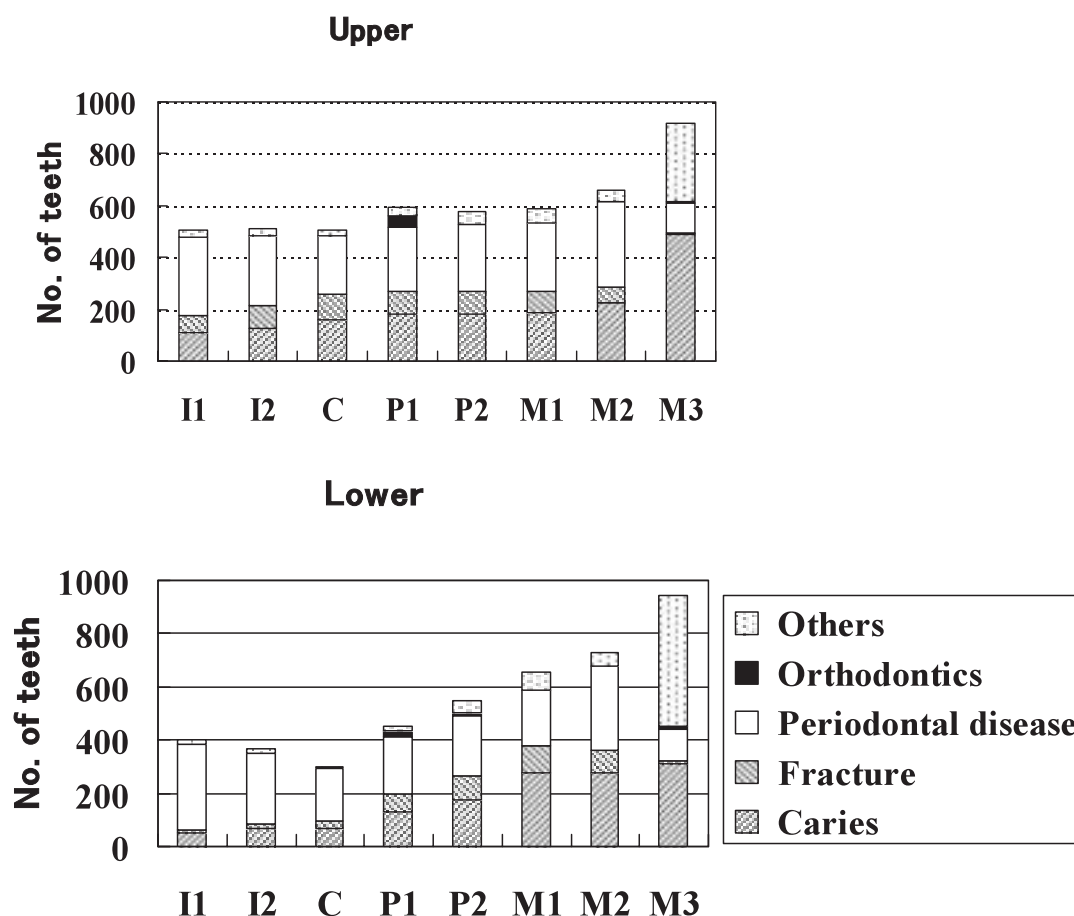 Upper
No. of teeth
1000
800
600
400
200
0
I1 I2 C P1 P2 M1 M2 M3
Lower
No. of teeth
1000
800
600
400
200
0
I1 I2 C P1 P2 M1 M2 M3
Others
Orthodontics
Periodontal disease
Fracture
Caries